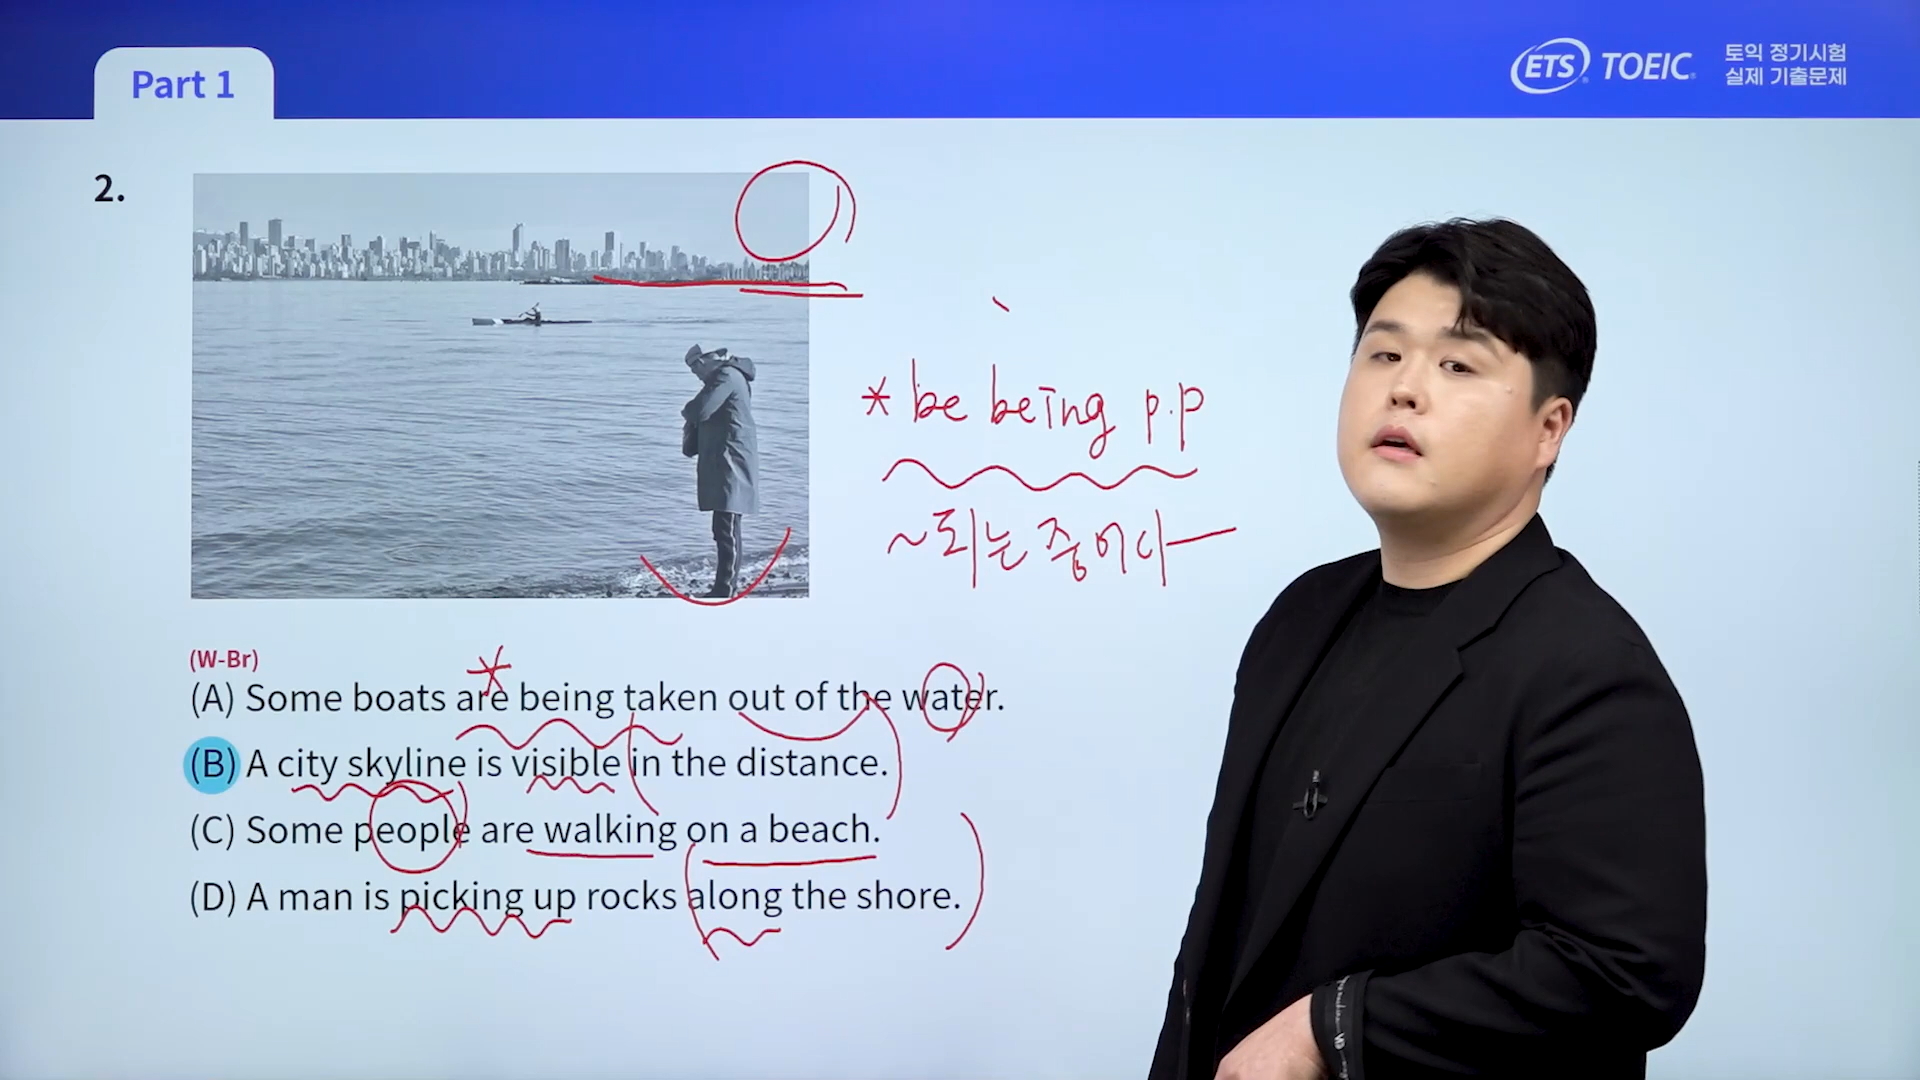 Part 1
ETS TOEIC
토익 정기시험
실제 기출문제
2.
* be being p.p
~되는 중이다
(W-Br)
(A) Some boats are being taken out of the water.
(B) A city skyline is visible in the distance.
(C) Some people are walking on a beach.
(D) A man is picking up rocks along the shore.